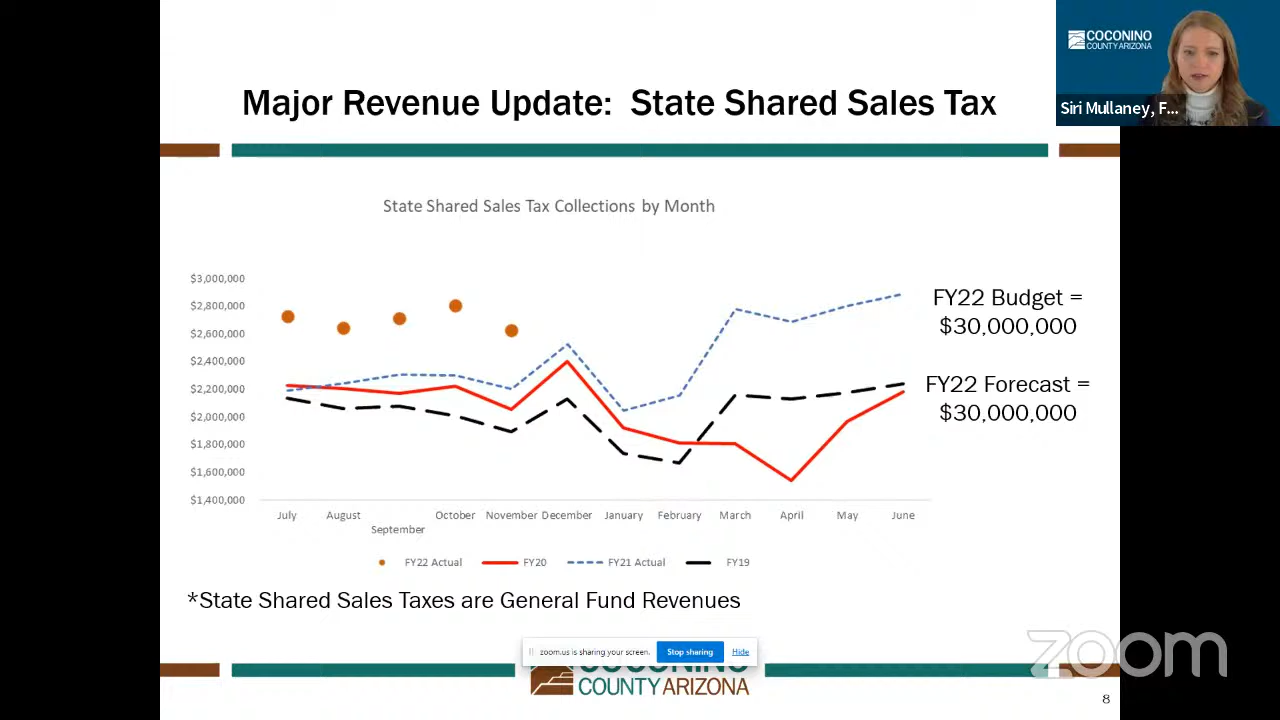 COCONINO
COUNTY ARIZONA
Siri Mullaney, F...
Major Revenue Update: State Shared Sales Tax
State Shared Sales Tax Collections by Month
$3,000,000
$2,800,000
$2,600,000
$2,400,000
$2,200,000
$2,000,000
$1,800,000
$1,600,000
$1,400,000
July August September October November December January February March April May June
FY22 Actual FY20 FY21 Actual FY19
FY22 Budget =
$30,000,000
FY22 Forecast =
$30,000,000
*State Shared Sales Taxes are General Fund Revenues
zoom.us is sharing your screen. Stop sharing Hide
COCONINO
COUNTY ARIZONA
zoom
8